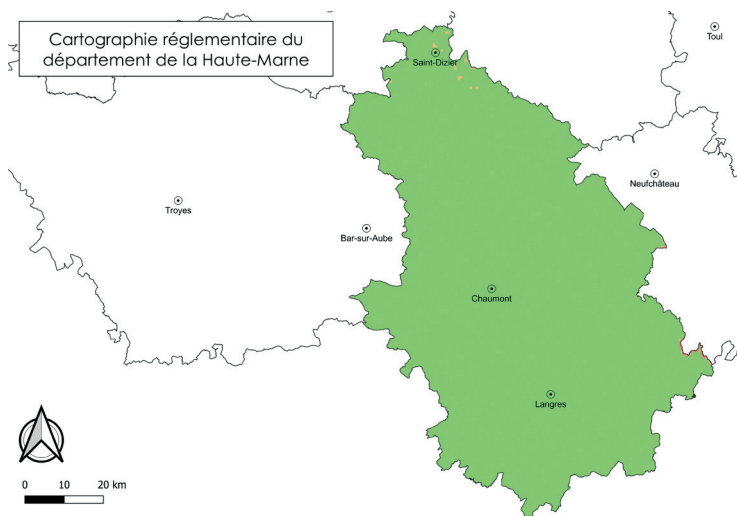 Cartographie réglementaire du
département de la Haute-Marne
Toul
Saint-Dizier
Neufchâteau
Troyes
Bar-sur-Aube
Chaumont
Langres
0 10 20 km